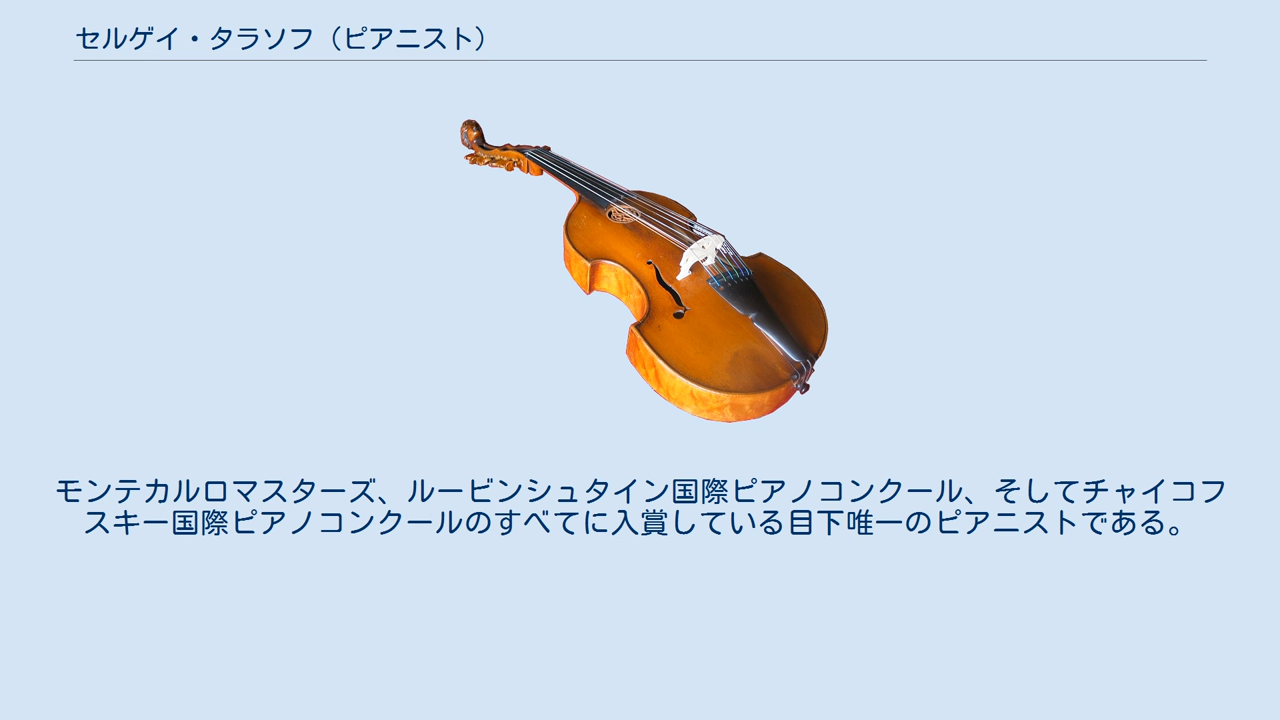 セルゲイ・タラソフ（ピアニスト）
モンテカルロマスターズ、ルービンシュタイン国際ピアノコンクール、そしてチャイコフ
スキー国際ピアノコンクールのすべてに入賞している目下唯一のピアニストである。